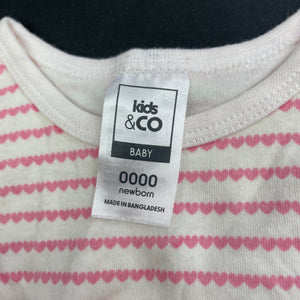 kids
&CO
BABY
0000
newborn
MADE IN BANGLADESH